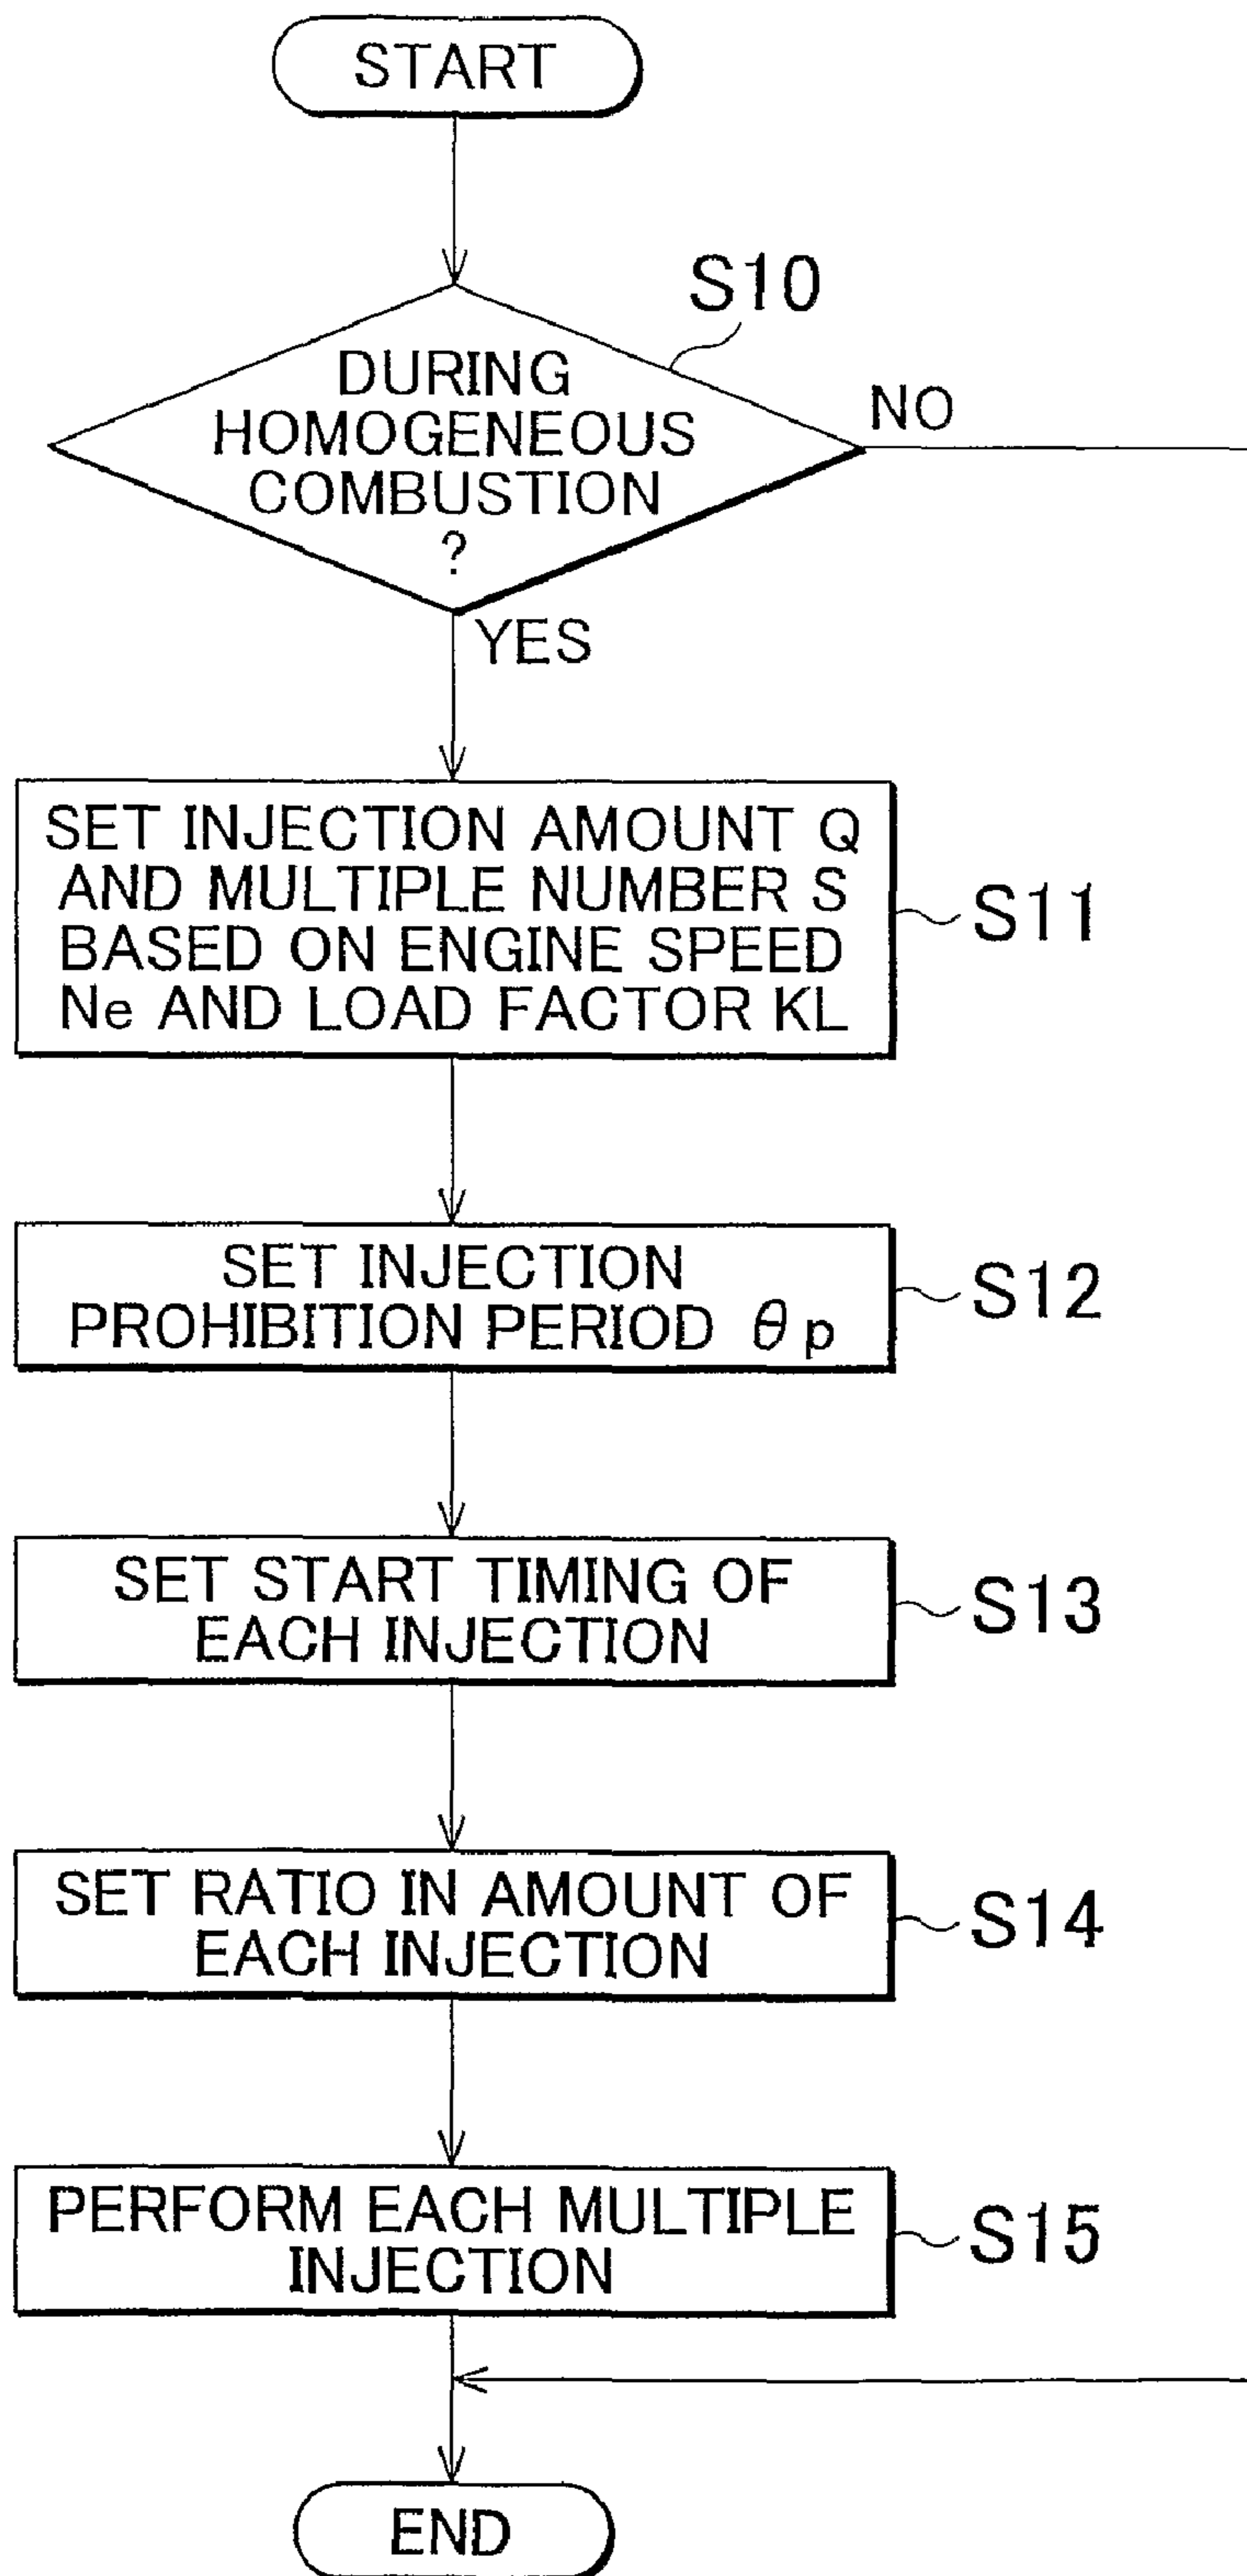 START
S10
DURING
HOMOGENEOUS
COMBUSTION
?
NO
YES
SET INJECTION AMOUNT Q
AND MULTIPLE NUMBER S
BASED ON ENGINE SPEED
Ne AND LOAD FACTOR KL
S11
SET INJECTION
PROHIBITION PERIOD θp
S12
SET START TIMING OF
EACH INJECTION
S13
SET RATIO IN AMOUNT OF
EACH INJECTION
S14
PERFORM EACH MULTIPLE
INJECTION
S15
END